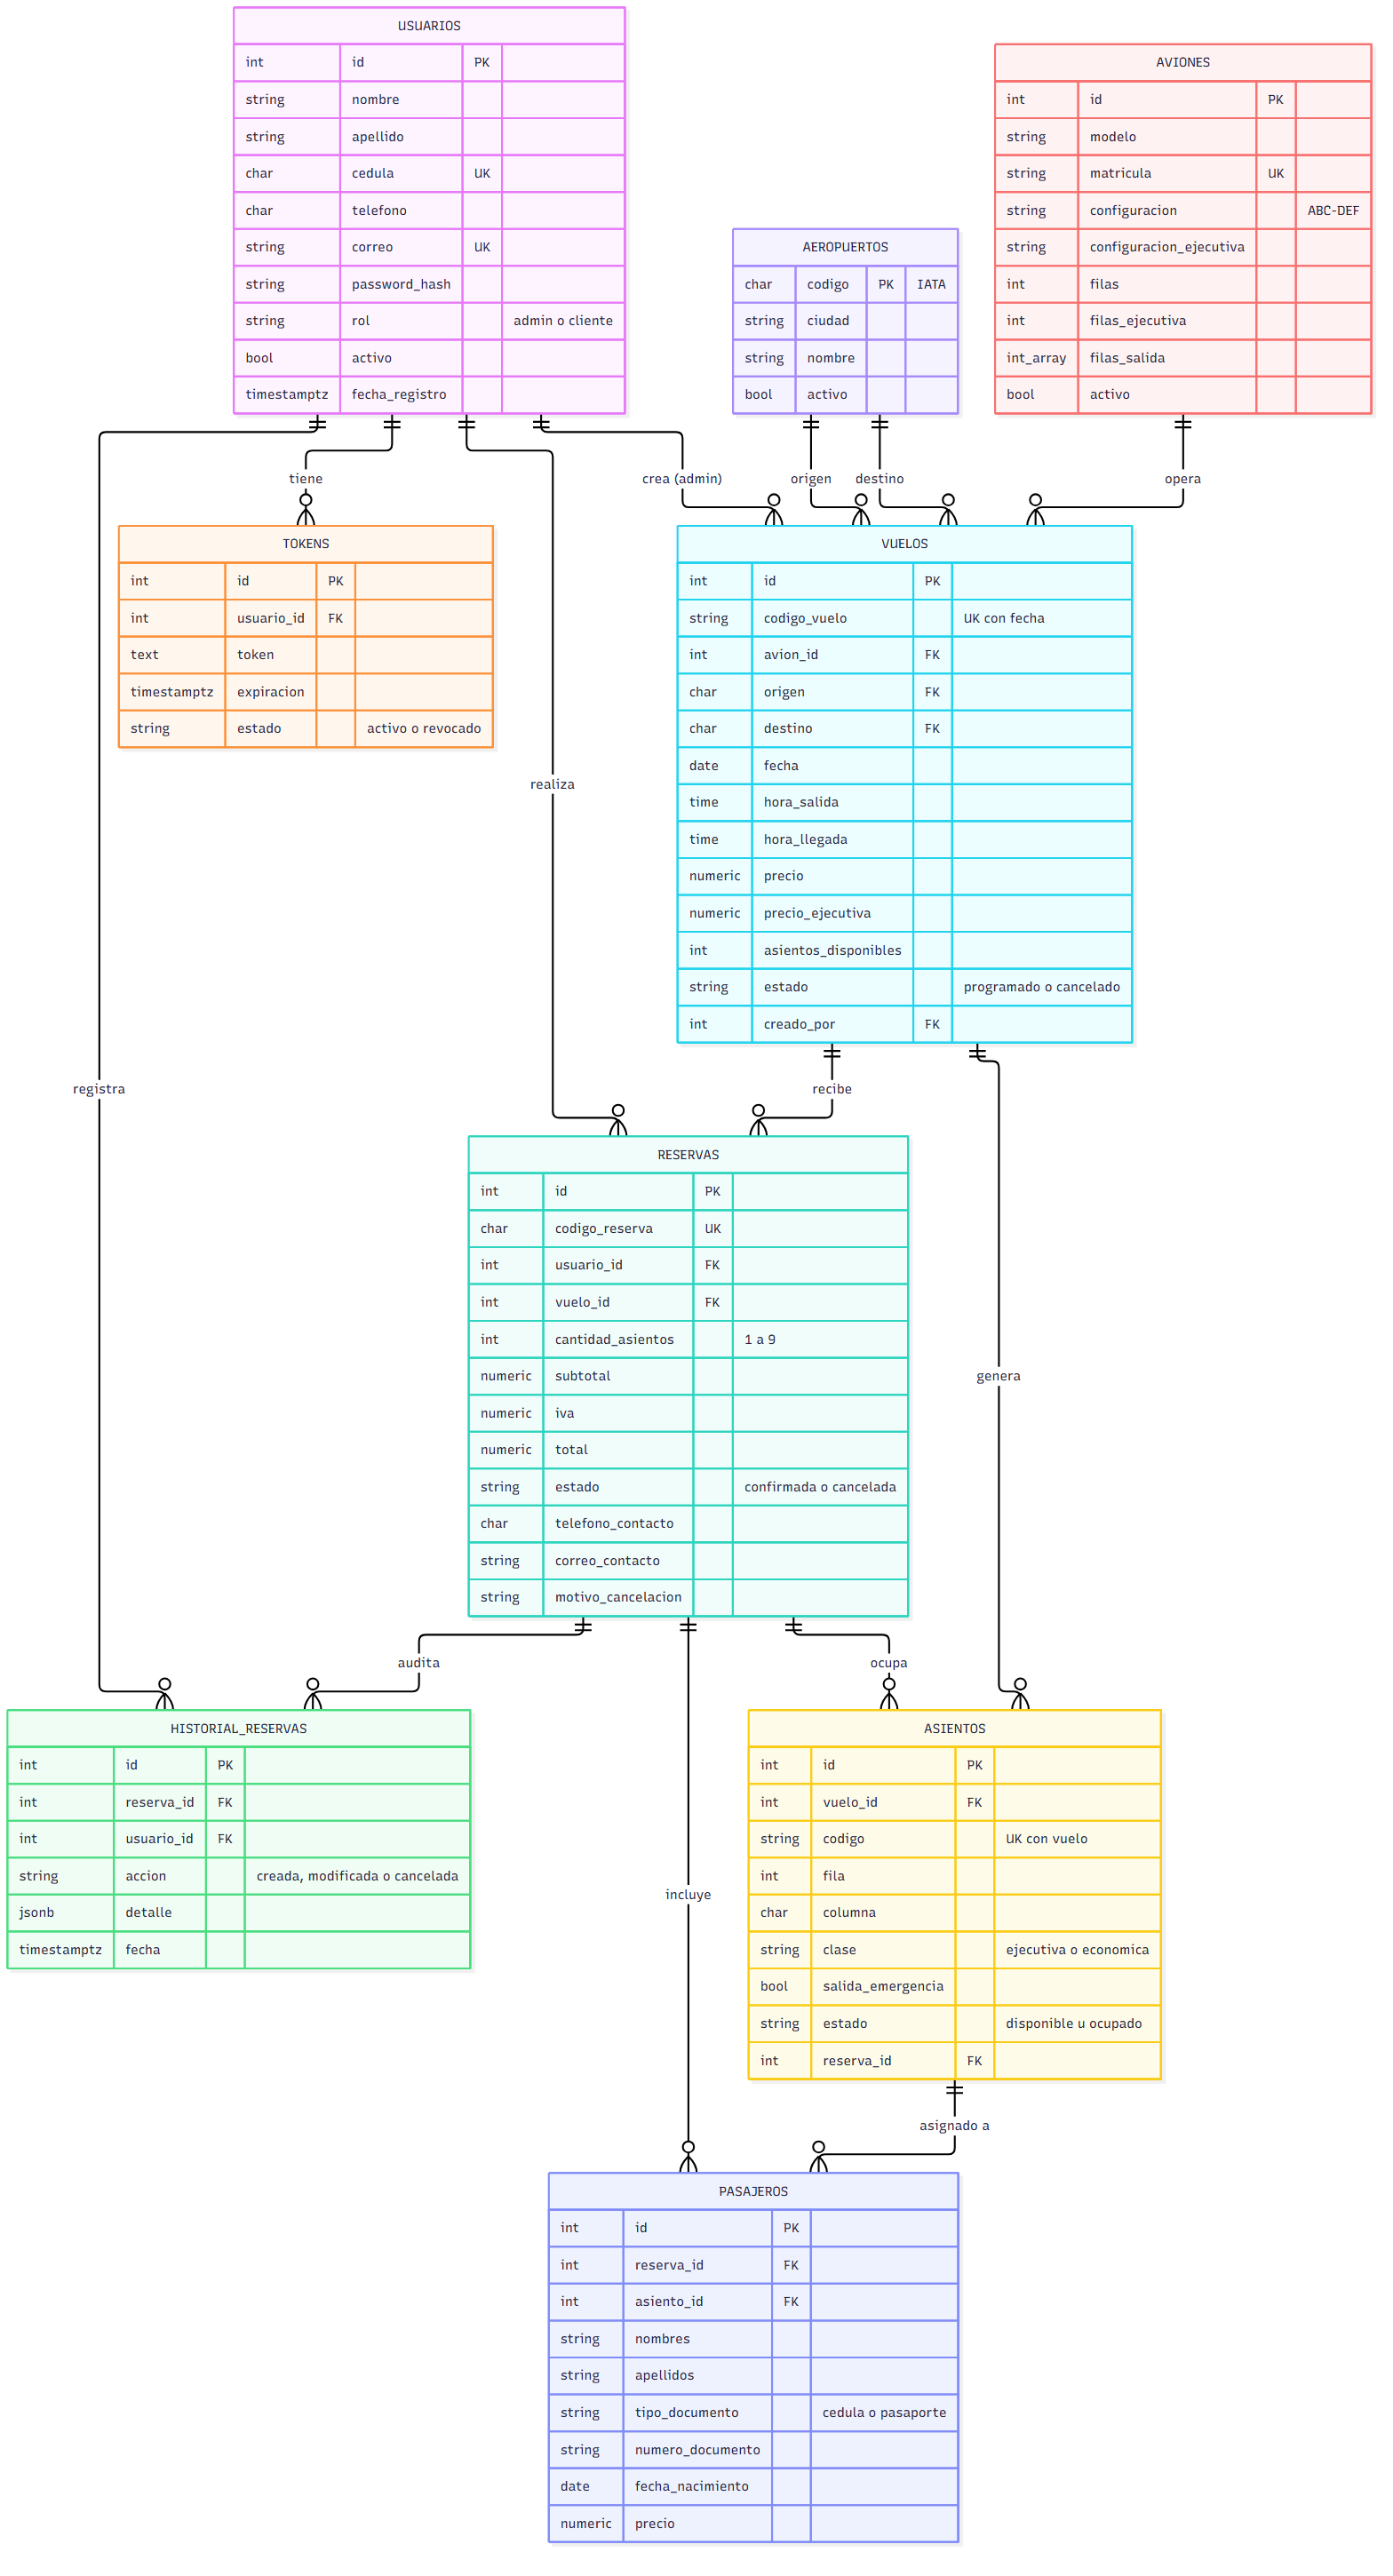 USUARIOS
int id PK
string nombre
string apellido
char cedula UK
char telefono
string correo UK
string password_hash
string rol admin o cliente
bool activo
timestamptz fecha_registro
AVIONES
int id PK
string modelo
string matricula UK
string configuracion ABC-DEF
string configuracion_ejecutiva
int filas
int filas_ejecutiva
int_array filas_salida
bool activo
AEROPUERTOS
char codigo PK IATA
string ciudad
string nombre
bool activo
tiene
crea (admin)
origen
destino
opera
TOKENS
int id PK
int usuario_id FK
text token
timestamptz expiracion
string estado activo o revocado
VUELOS
int id PK
string codigo_vuelo UK con fecha
int avion_id FK
char origen FK
char destino FK
date fecha
time hora_salida
time hora_llegada
numeric precio
numeric precio_ejecutiva
int asientos_disponibles
string estado programado o cancelado
int creado_por FK
realiza
registra
recibe
RESERVAS
int id PK
char codigo_reserva UK
int usuario_id FK
int vuelo_id FK
int cantidad_asientos 1 a 9
numeric subtotal
numeric iva
numeric total
string estado confirmada o cancelada
char telefono_contacto
string correo_contacto
string motivo_cancelacion
genera
audita
ocupa
HISTORIAL_RESERVAS
int id PK
int reserva_id FK
int usuario_id FK
string accion creada, modificada o cancelada
jsonb detalle
timestamptz fecha
ASIENTOS
int id PK
int vuelo_id FK
string codigo UK con vuelo
int fila
char columna
string clase ejecutiva o economica
bool salida_emergencia
string estado disponible u ocupado
int reserva_id FK
incluye
asignado a
PASAJEROS
int id PK
int reserva_id FK
int asiento_id FK
string nombres
string apellidos
string tipo_documento cedula o pasaporte
string numero_documento
date fecha_nacimiento
numeric precio